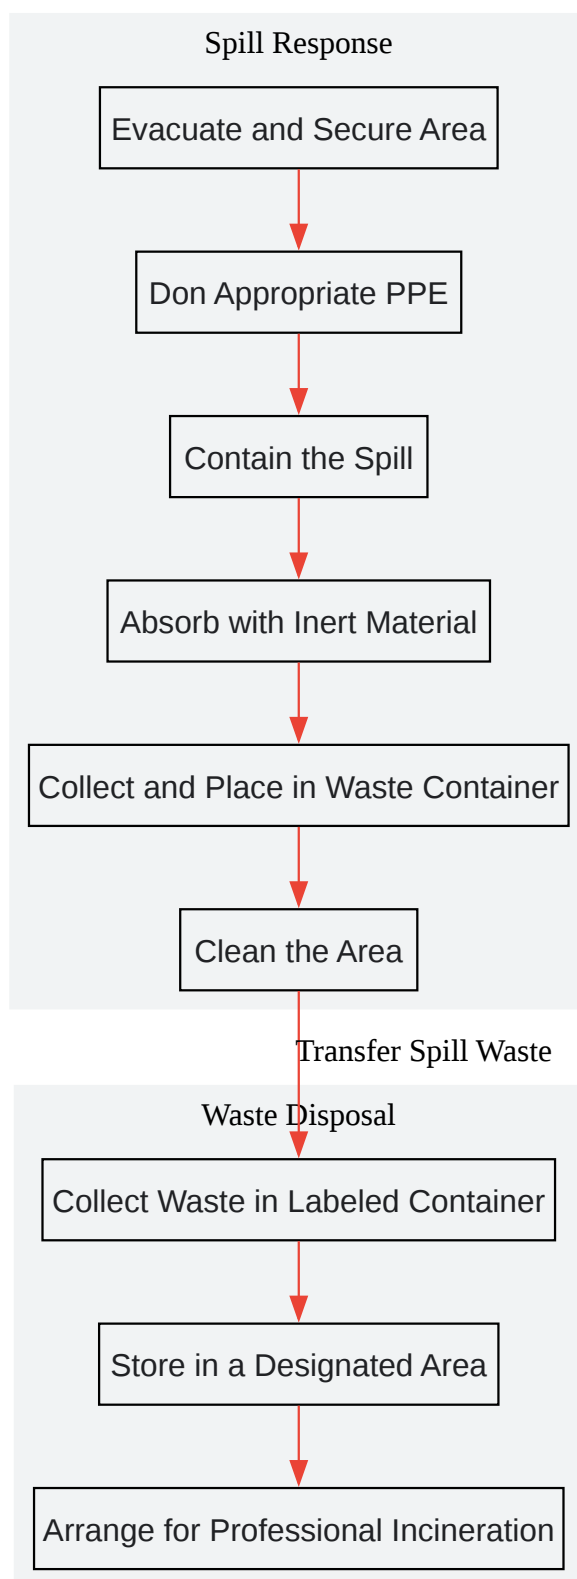 Spill Response
Evacuate and Secure Area
Don Appropriate PPE
Contain the Spill
Absorb with Inert Material
Collect and Place in Waste Container
Clean the Area
Transfer Spill Waste
Waste Disposal
Collect Waste in Labeled Container
Store in a Designated Area
Arrange for Professional Incineration